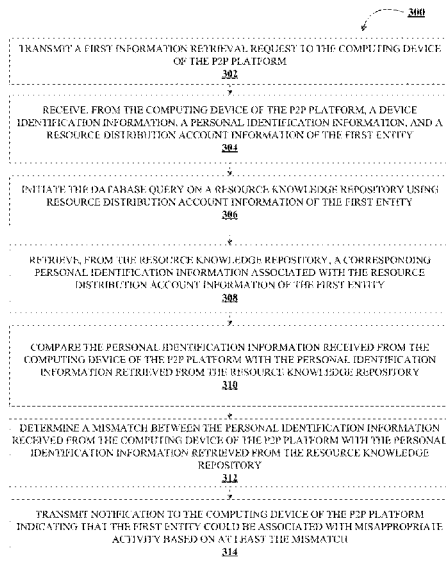 300
TRANSMIT A FIRST INFORMATION RETRIEVAL REQUEST TO THE COMPUTING DEVICE
OF THE P2P PLATFORM
302
RECEIVE, FROM THE COMPUTING DEVICE OF THE P2P PLATFORM, A DEVICE
IDENTIFICATION INFORMATION, A PERSONAL IDENTIFICATION INFORMATION, AND A
RESOURCE DISTRIBUTION ACCOUNT INFORMATION OF THE FIRST ENTITY
304
INITIATE THE DATABASE QUERY ON A RESOURCE KNOWLEDGE REPOSITORY USING
RESOURCE DISTRIBUTION ACCOUNT INFORMATION OF THE FIRST ENTITY
306
RETRIEVE, FROM THE RESOURCE KNOWLEDGE REPOSITORY, A CORRESPONDING
PERSONAL IDENTIFICATION INFORMATION ASSOCIATED WITH THE RESOURCE
DISTRIBUTION ACCOUNT INFORMATION OF THE FIRST ENTITY
308
COMPARE THE PERSONAL IDENTIFICATION INFORMATION RECEIVED FROM THE
COMPUTING DEVICE OF THE P2P PLATFORM WITH THE PERSONAL IDENTIFICATION
INFORMATION RETRIEVED FROM THE RESOURCE KNOWLEDGE REPOSITORY
310
DETERMINE A MISMATCH BETWEEN THE PERSONAL IDENTIFICATION INFORMATION
RECEIVED FROM THE COMPUTING DEVICE OF THE P2P PLATFORM WITH THE PERSONAL
IDENTIFICATION INFORMATION RETRIEVED FROM THE RESOURCE KNOWLEDGE
REPOSITORY
312
TRANSMIT NOTIFICATION TO THE COMPUTING DEVICE OF THE P2P PLATFORM
INDICATING THAT THE FIRST ENTITY COULD BE ASSOCIATED WITH MISAPPROPRIATE
ACTIVITY BASED ON AT LEAST THE MISMATCH
314